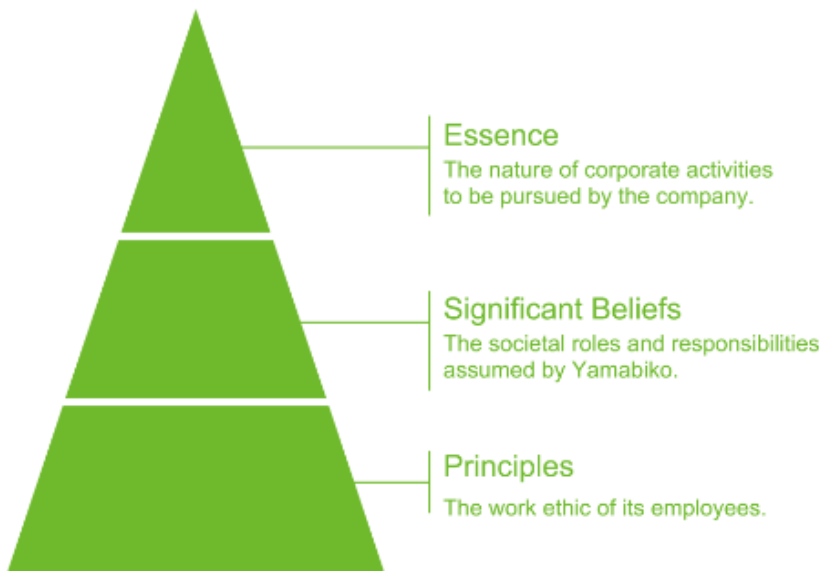 Essence
The nature of corporate activities
to be pursued by the company.
Significant Beliefs
The societal roles and responsibilities
assumed by Yamabiko.
Principles
The work ethic of its employees.